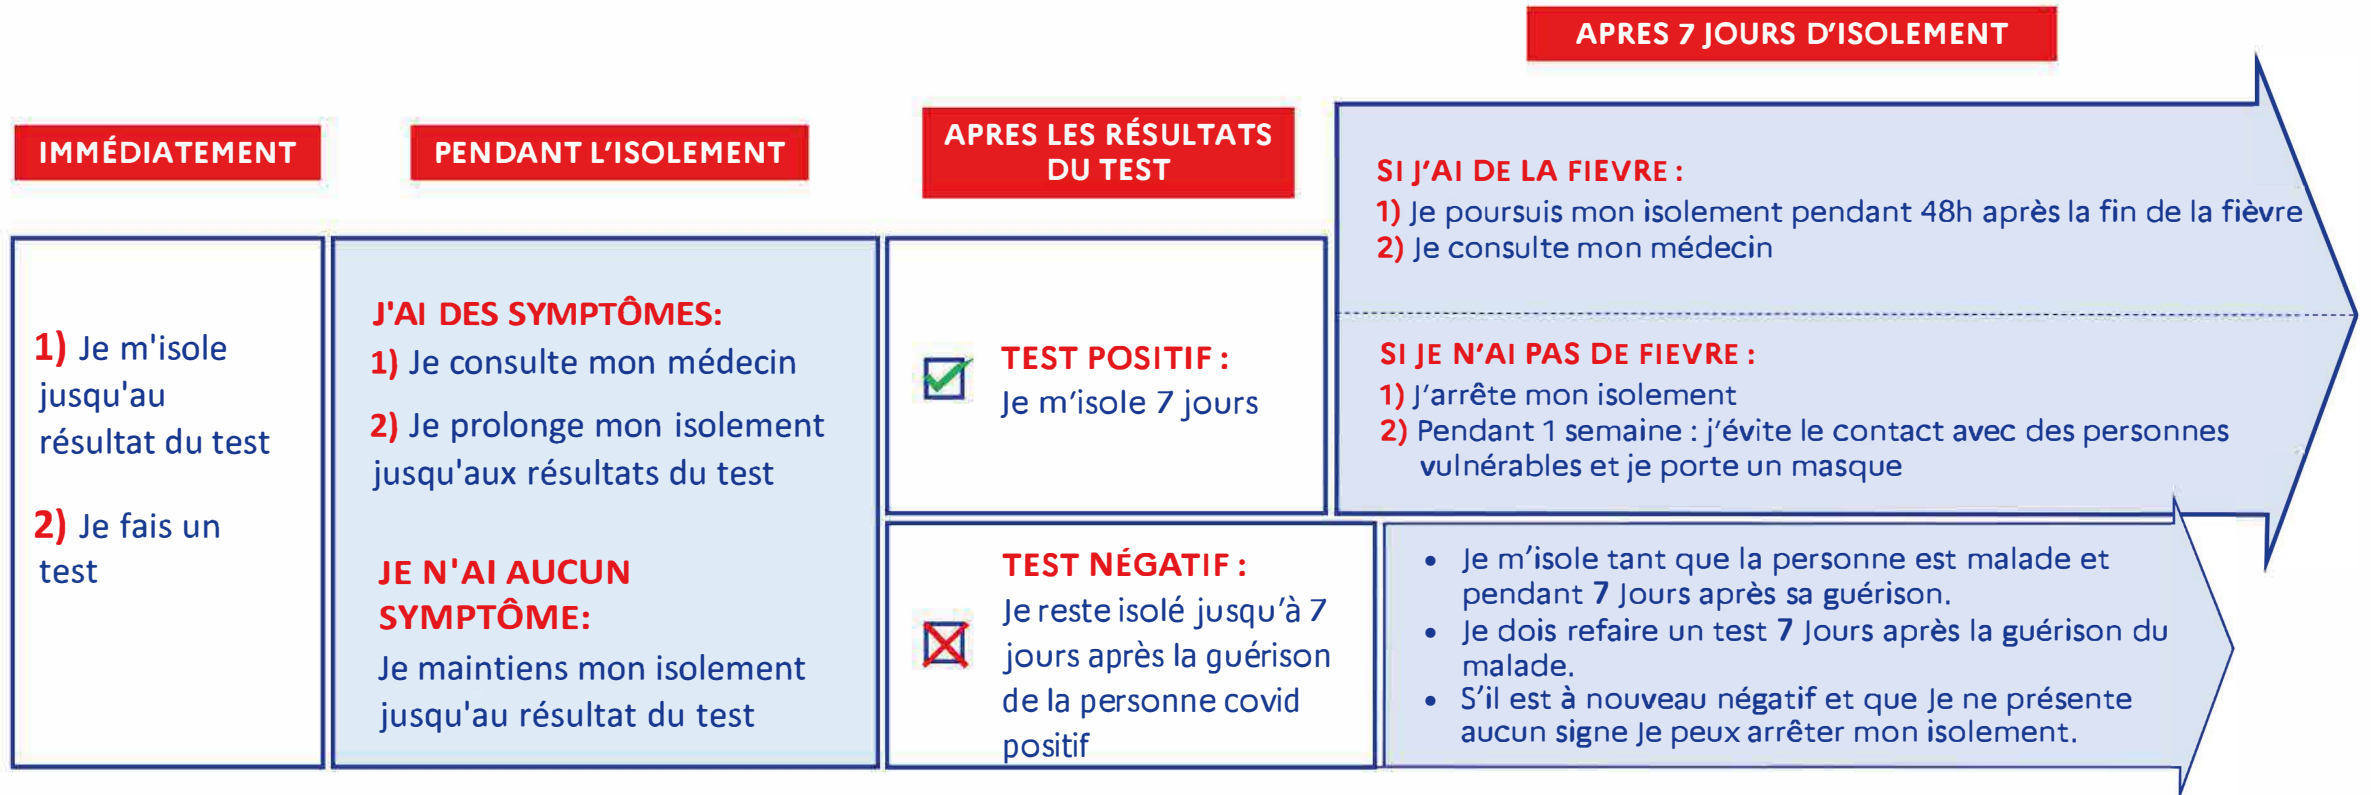 IMMÉDIATEMENT
1) Je m'isole
jusqu'au
résultat du test
2) Je fais un
test
PENDANT L'ISOLEMENT
J'AI DES SYMPTÔMES:
1) Je consulte mon médecin
2) Je prolonge mon isolement
jusqu'aux résultats du test
JE N'AI AUCUN
SYMPTÔME:
Je maintiens mon isolement
jusqu'au résultat du test
APRES LES RÉSULTATS
DU TEST
TEST POSITIF :
Je m'isole 7 jours
TEST NÉGATIF :
Je reste isolé jusqu'à 7
jours après la guérison
de la personne covid
positif
APRES 7 JOURS D'ISOLEMENT
SI J'AI DE LA FIEVRE :
1) Je poursuis mon isolement pendant 48h après la fin de la fièvre
2) Je consulte mon médecin
SI JE N'AI PAS DE FIEVRE :
1) J'arrête mon isolement
2) Pendant 1 semaine : j'évite le contact avec des personnes
vulnérables et je porte un masque
• Je m'isole tant que la personne est malade et
pendant 7 Jours après sa guérison.
• Je dois refaire un test 7 Jours après la guérison du
malade.
• S'il est à nouveau négatif et que Je ne présente
aucun signe Je peux arrêter mon isolement.